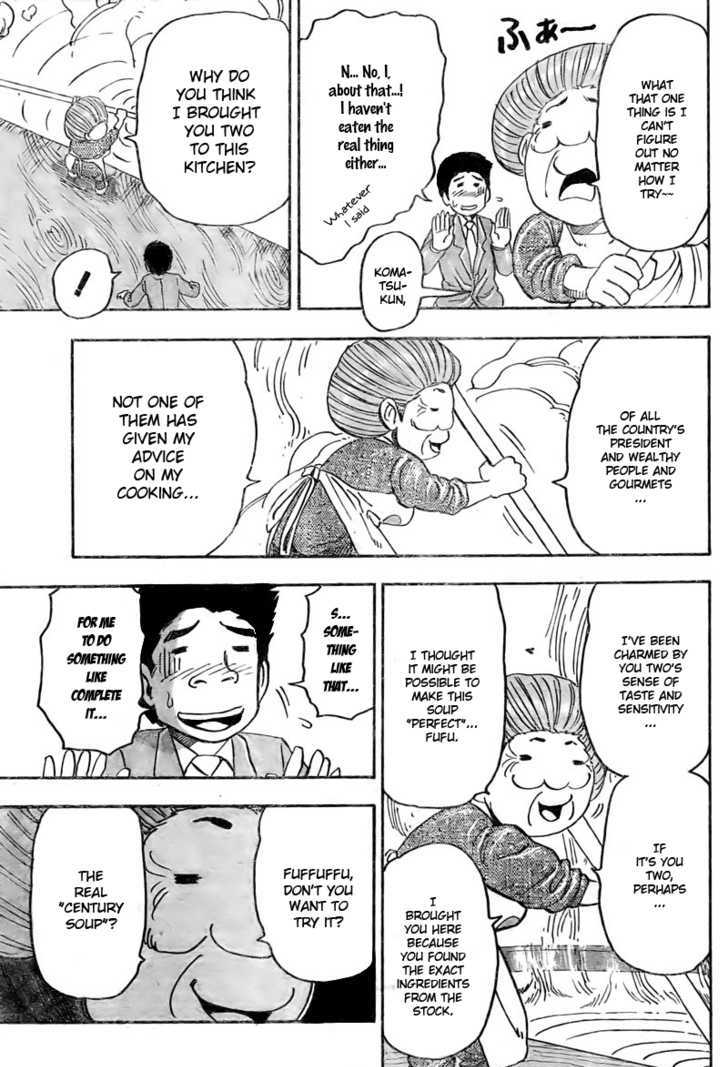 ふぁ〜
WHAT
THAT ONE
THING IS I
CAN'T
FIGURE
OUT NO
MATTER
HOW I
TRY~~
N... No, I,
about that...!
I haven't
eaten the
real thing
either...
Whatever
I said
KOMA-
TSU-
KUN,
WHY DO
YOU THINK
I BROUGHT
YOU TWO
TO THIS
KITCHEN?
!
OF ALL
THE COUNTRY'S
PRESIDENT
AND WEALTHY
PEOPLE AND
GOURMETS
...
NOT ONE OF
THEM HAS
GIVEN MY
ADVICE
ON MY
COOKING...
I'VE BEEN
CHARMED BY
YOU TWO'S
SENSE OF
TASTE AND
SENSITIVITY
...
I THOUGHT
IT MIGHT BE
POSSIBLE TO
MAKE THIS
SOUP
"PERFECT"...
FUFU.
IF
IT'S YOU
TWO,
PERHAPS
...
I
BROUGHT
YOU HERE
BECAUSE
YOU FOUND
THE EXACT
INGREDIENTS
FROM THE
STOCK.
S...
SOME-
THING
LIKE
THAT...
FOR ME
TO DO
SOMETHING
LIKE
COMPLETE
IT...
FUFFUFFU,
DON'T YOU
WANT TO
TRY IT?
THE
REAL
"CENTURY
SOUP"?